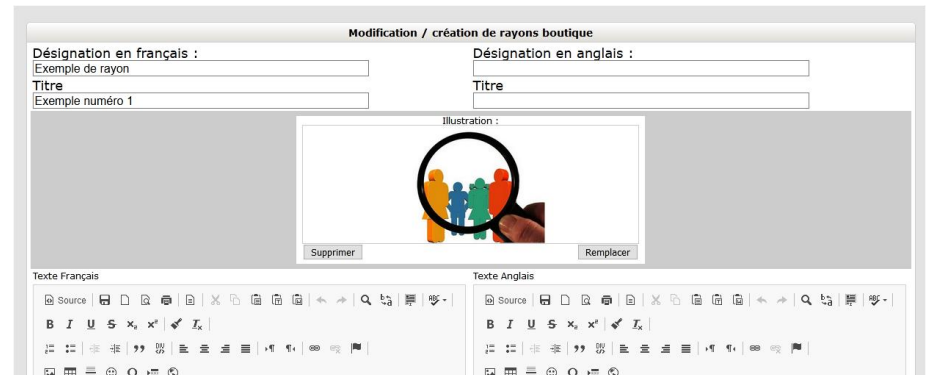 Modification / création de rayons boutique
Désignation en français :
Désignation en anglais :
Exemple de rayon
Titre
Titre
Exemple numéro 1
Illustration :
Supprimer
Remplacer
Texte Français
Texte Anglais
Source
Source